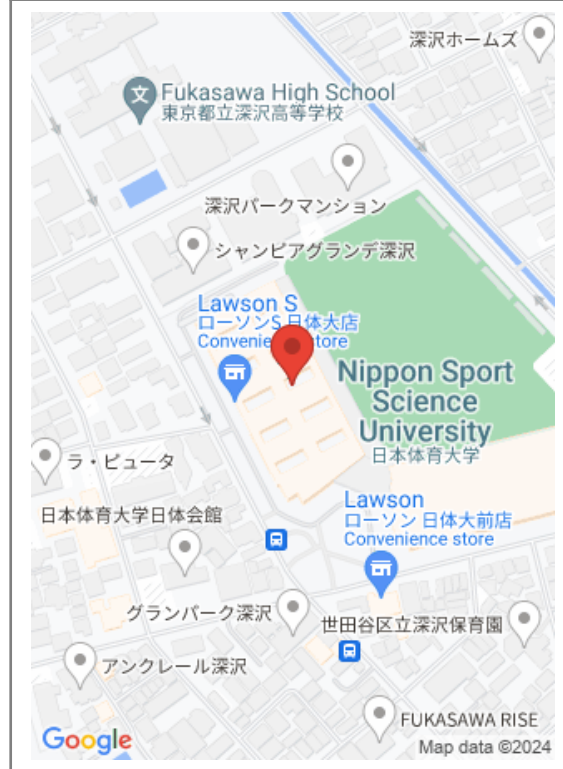 深沢ホームズ
Fukasawa High School
東京都立深沢高等学校
文
深沢パークマンション
シャンピアグランデ深沢
Lawson S
ローソンS 日体大店
Convenience store
Nippon Sport
Science
University
日本体育大学
ラ・ピュータ
日本体育大学日体会館
Lawson
ローソン 日体大前店
Convenience store
グランパーク深沢
世田谷区立深沢保育園
アンクレール深沢
FUKASAWA RISE
Google
Map data ©2024